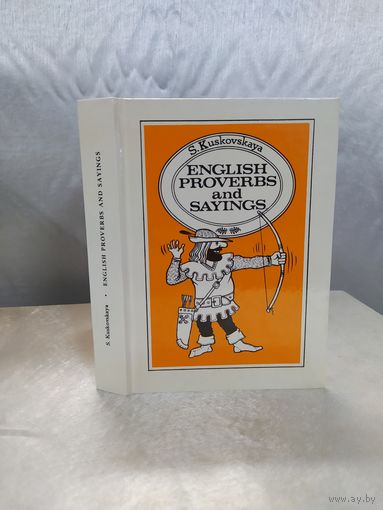 S. Kuskovskaya
ENGLISH
PROVERBS
and
SAYINGS
S. Kuskovskaya • ENGLISH PROVERBS AND SAYINGS
www.ay.by